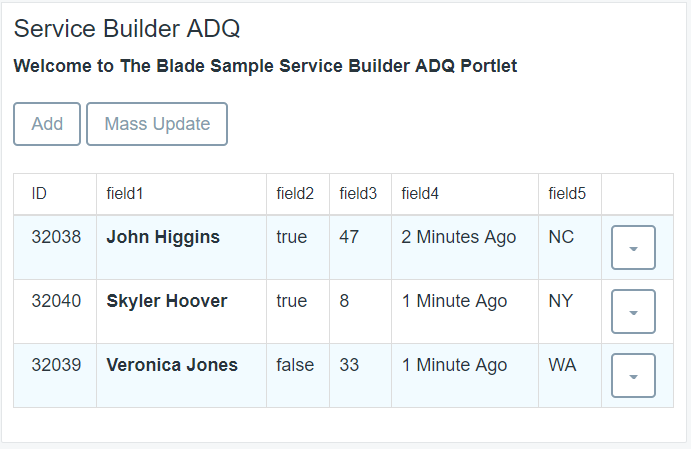 Service Builder ADQ
Welcome to The Blade Sample Service Builder ADQ Portlet
Add Mass Update
ID field1 field2 field3 field4 field5
32038 John Higgins true 47 2 Minutes Ago NC
32040 Skyler Hoover true 8 1 Minute Ago NY
32039 Veronica Jones false 33 1 Minute Ago WA